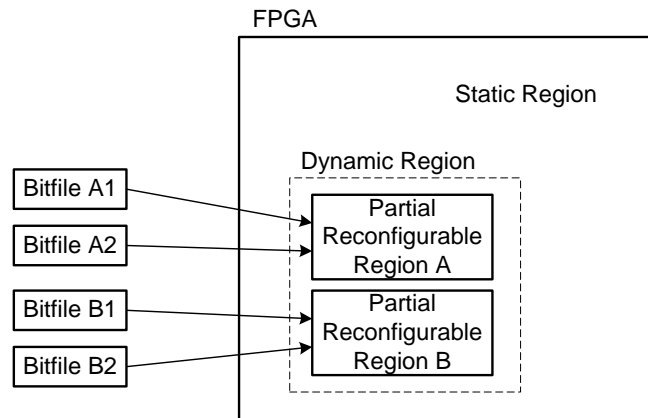 FPGA
Static Region
Dynamic Region
Bitfile A1
Bitfile A2
Partial
Reconfigurable
Region A
Bitfile B1
Bitfile B2
Partial
Reconfigurable
Region B